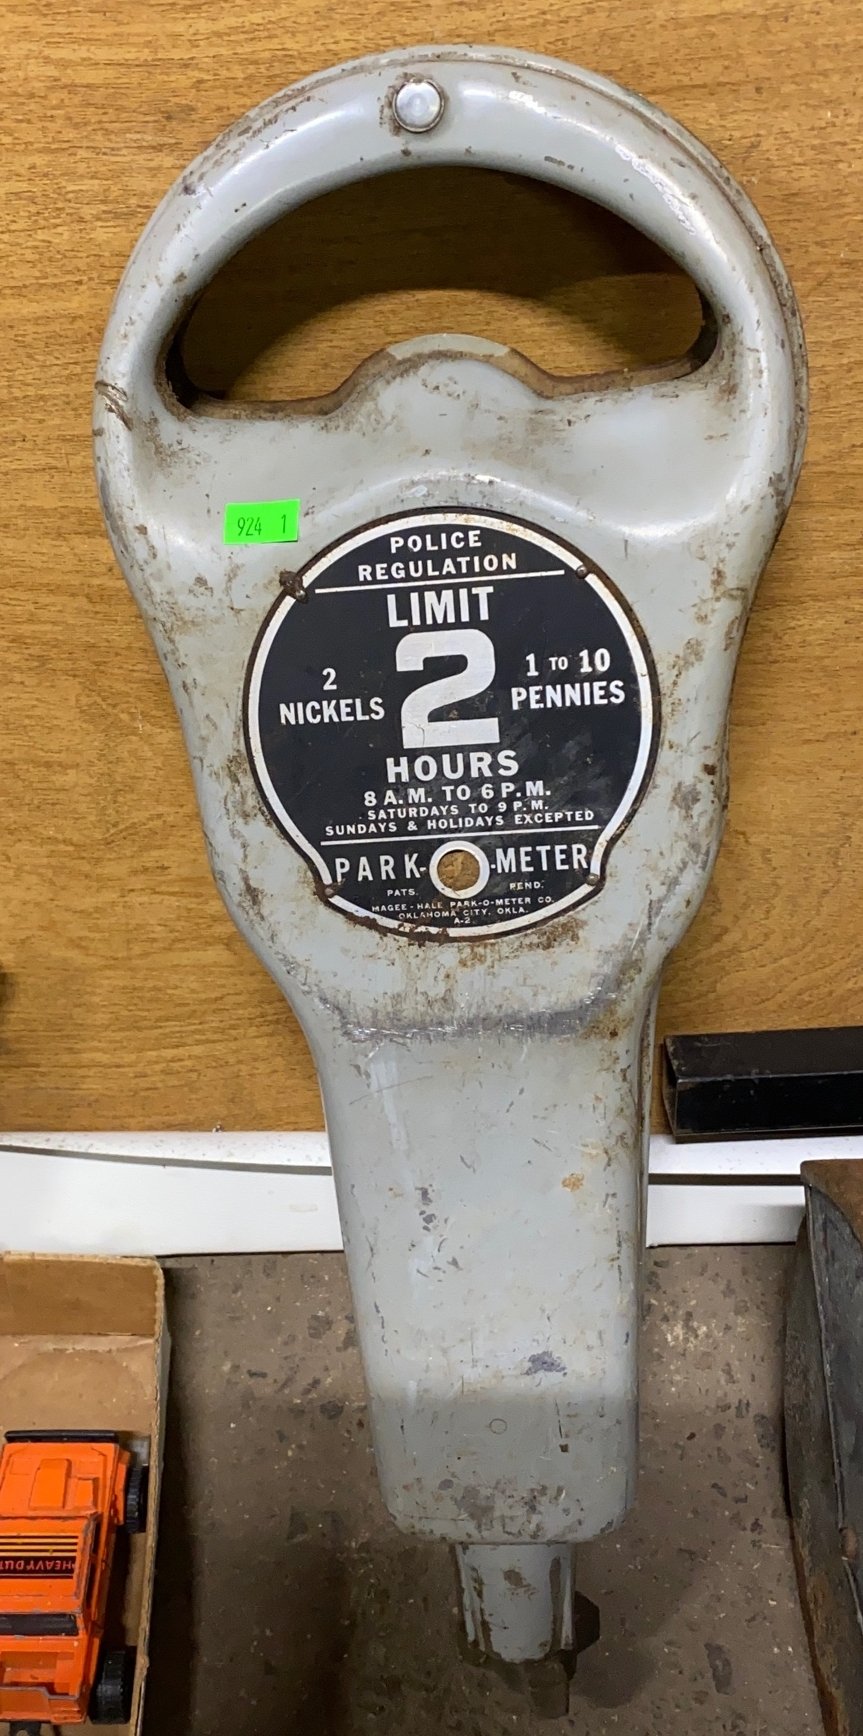 924 1
POLICE
REGULATION
LIMIT
2
NICKELS
2
1 TO 10
PENNIES
HOURS
8 A.M. TO 6 P.M.
SATURDAYS TO 9 P.M.
SUNDAYS & HOLIDAYS EXCEPTED
PARK-O-METER
PATS. PEND.
MAGEE-HALE PARK-O-METER CO.
OKLAHOMA CITY, OKLA.
A-2
HEAVY DUT